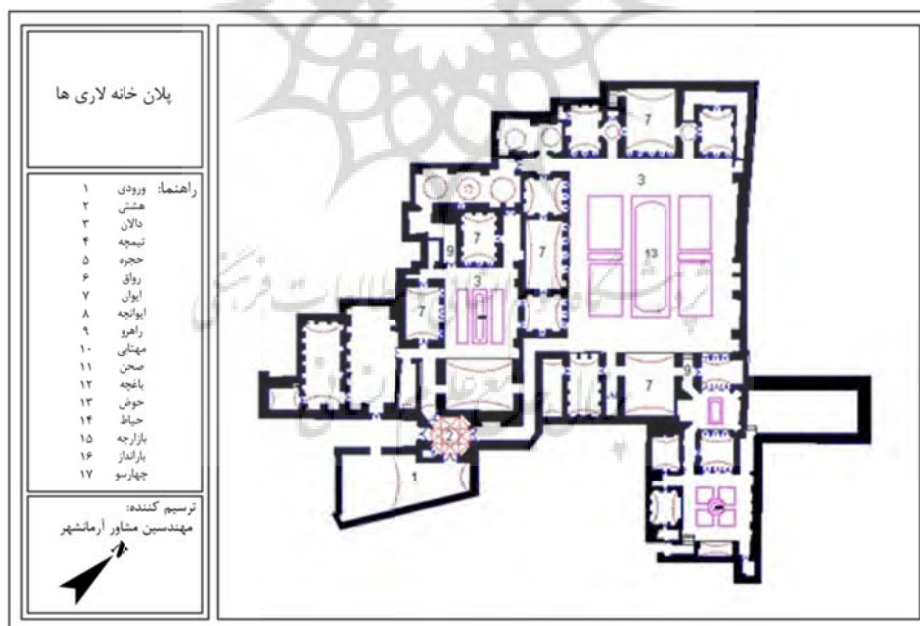 پلان خانه لاری ها
راهنما: ورودی ۱
هشتی ۲
دالان ۳
تیمچه ۴
حجره ۵
رواق ۶
ایوان ۷
ایوانچه ۸
راهرو ۹
مهتابی ۱۰
صحن ۱۱
باغچه ۱۲
حوض ۱۳
حیاط ۱۴
بازارچه ۱۵
بارانداز ۱۶
چهارسو ۱۷
ترسیم کننده:
مهندسین مشاور آرمانشهر
7
3
7
9
7
13
3
7
9
7
2
1